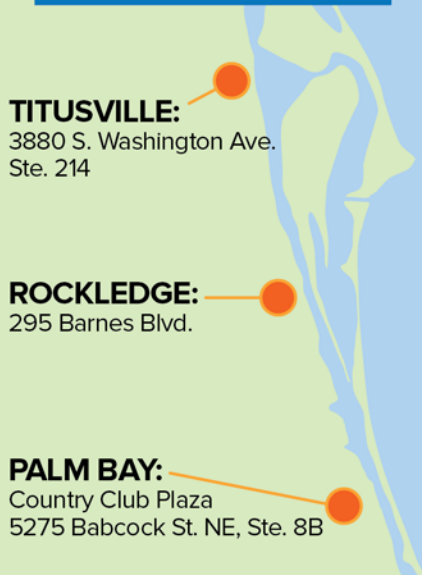 TITUSVILLE:
3880 S. Washington Ave.
Ste. 214
ROCKLEDGE:
295 Barnes Blvd.
PALM BAY:
Country Club Plaza
5275 Babcock St. NE, Ste. 8B